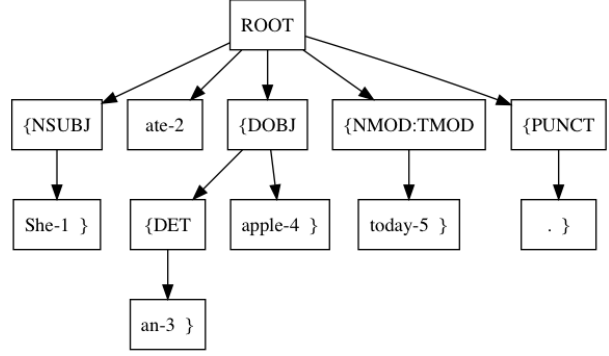 ROOT
{NSUBJ ate-2 {DOBJ {NMOD:TMOD {PUNCT
She-1 } {DET apple-4 } today-5 } . }
an-3 }